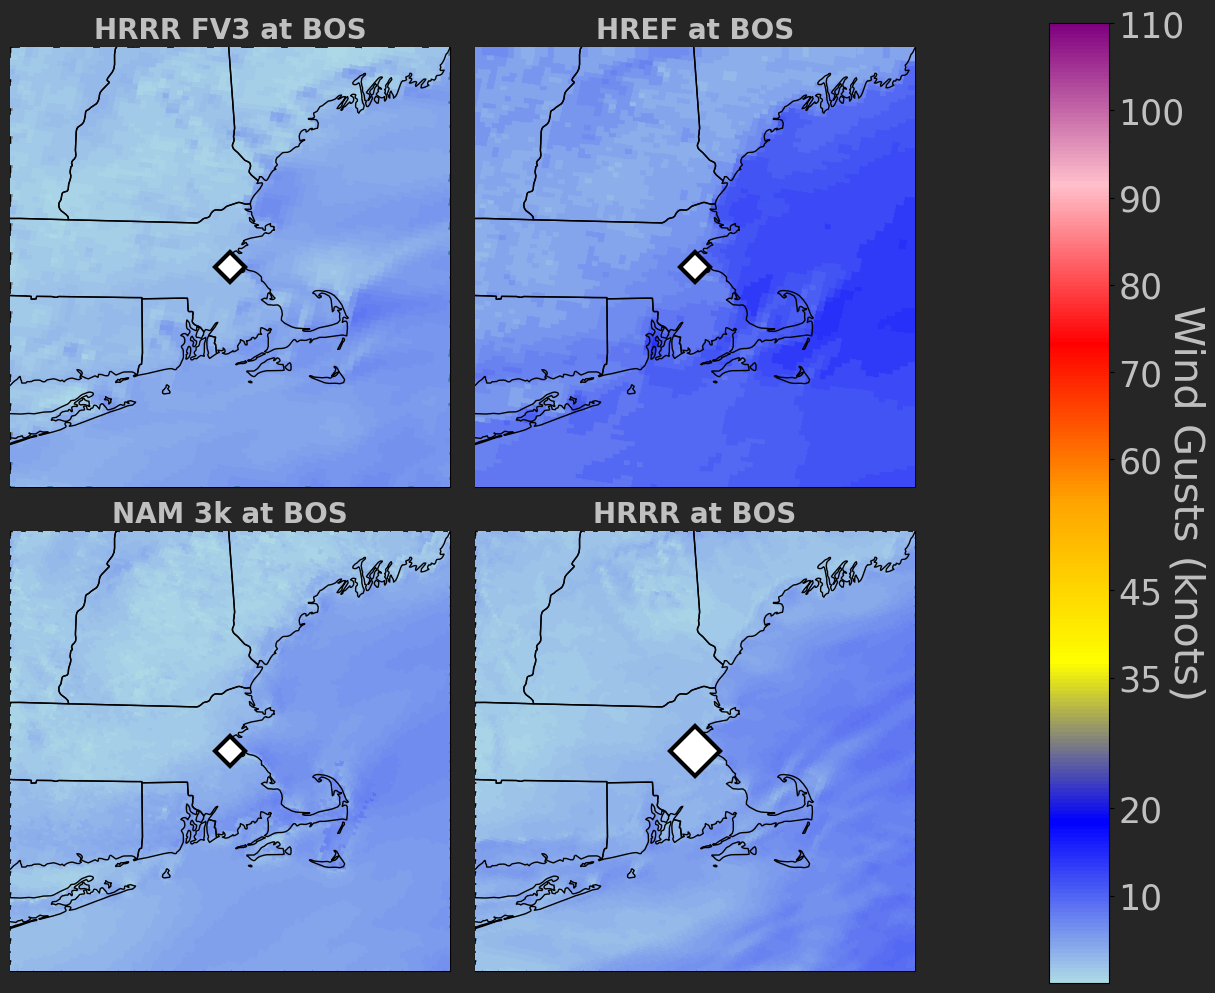 HRRR FV3 at BOS
HREF at BOS
NAM 3k at BOS
HRRR at BOS
110
100
90
80
70
60
45
35
20
10
Wind Gusts (knots)